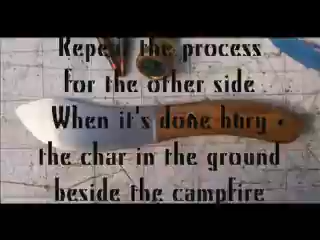 Repeat the process
for the other side
When it's done bury
the char in the ground
beside the campfire